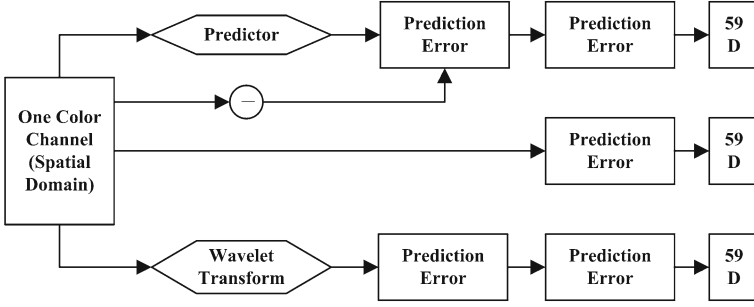 Predictor
Prediction
Error
Prediction
Error
59
D
—
One Color
Channel
(Spatial
Domain)
Prediction
Error
59
D
Wavelet
Transform
Prediction
Error
Prediction
Error
59
D